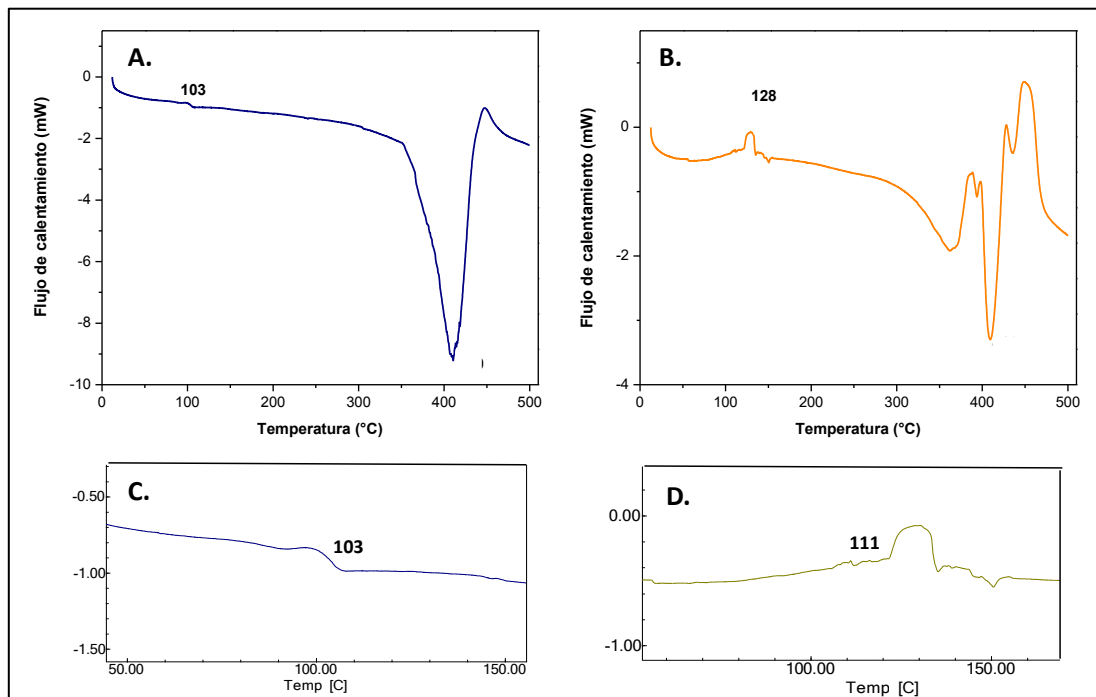 A.
103
0
-2
-4
-6
-8
-10
Flujo de calentamiento (mW)
0 100 200 300 400 500
Temperatura (°C)
B.
128
0
-2
-4
Flujo de calentamiento (mW)
0 100 200 300 400 500
Temperatura (°C)
C.
103
-0.50
-1.00
-1.50
50.00 100.00 150.00
Temp [C]
D.
111
0.00
-1.00
100.00 150.00
Temp [C]